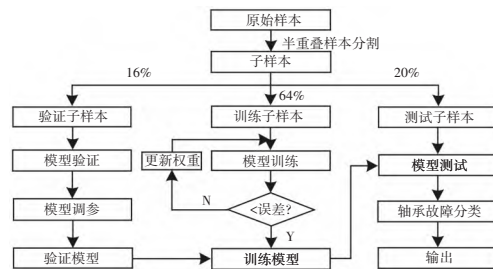 原始样本
半重叠样本分割
子样本
16%
64%
20%
验证子样本
训练子样本
测试子样本
模型验证
更新权重
模型训练
模型测试
模型调参
N
<误差?
轴承故障分类
Y
验证模型
训练模型
输出